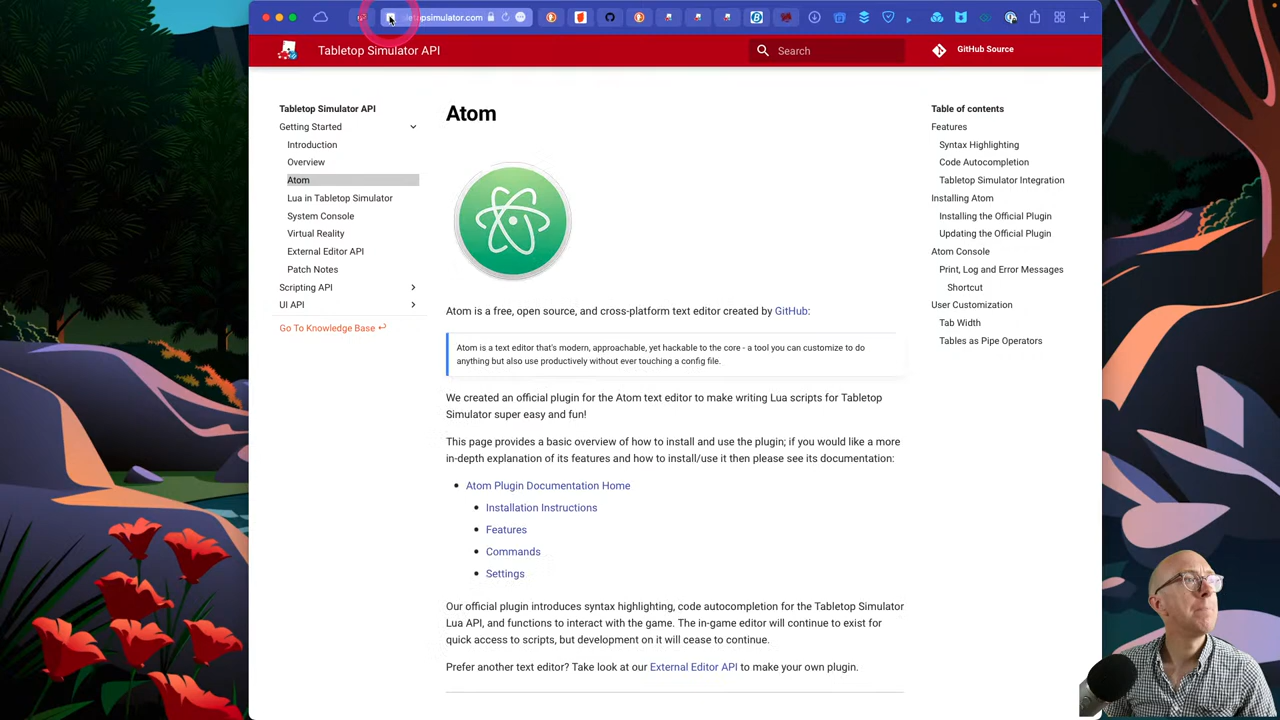 etopsimulator.com
Tabletop Simulator API
Search
GitHub Source
Tabletop Simulator API
Getting Started
Introduction
Overview
Atom
Lua in Tabletop Simulator
System Console
Virtual Reality
External Editor API
Patch Notes
Scripting API
UI API
Go To Knowledge Base
Atom
Atom is a free, open source, and cross-platform text editor created by GitHub:
Atom is a text editor that's modern, approachable, yet hackable to the core - a tool you can customize to do
anything but also use productively without ever touching a config file.
We created an official plugin for the Atom text editor to make writing Lua scripts for Tabletop
Simulator super easy and fun!
This page provides a basic overview of how to install and use the plugin; if you would like a more
in-depth explanation of its features and how to install/use it then please see its documentation:
Atom Plugin Documentation Home
Installation Instructions
Features
Commands
Settings
Our official plugin introduces syntax highlighting, code autocompletion for the Tabletop Simulator
Lua API, and functions to interact with the game. The in-game editor will continue to exist for
quick access to scripts, but development on it will cease to continue.
Prefer another text editor? Take look at our External Editor API to make your own plugin.
Table of contents
Features
Syntax Highlighting
Code Autocompletion
Tabletop Simulator Integration
Installing Atom
Installing the Official Plugin
Updating the Official Plugin
Atom Console
Print, Log and Error Messages
Shortcut
User Customization
Tab Width
Tables as Pipe Operators